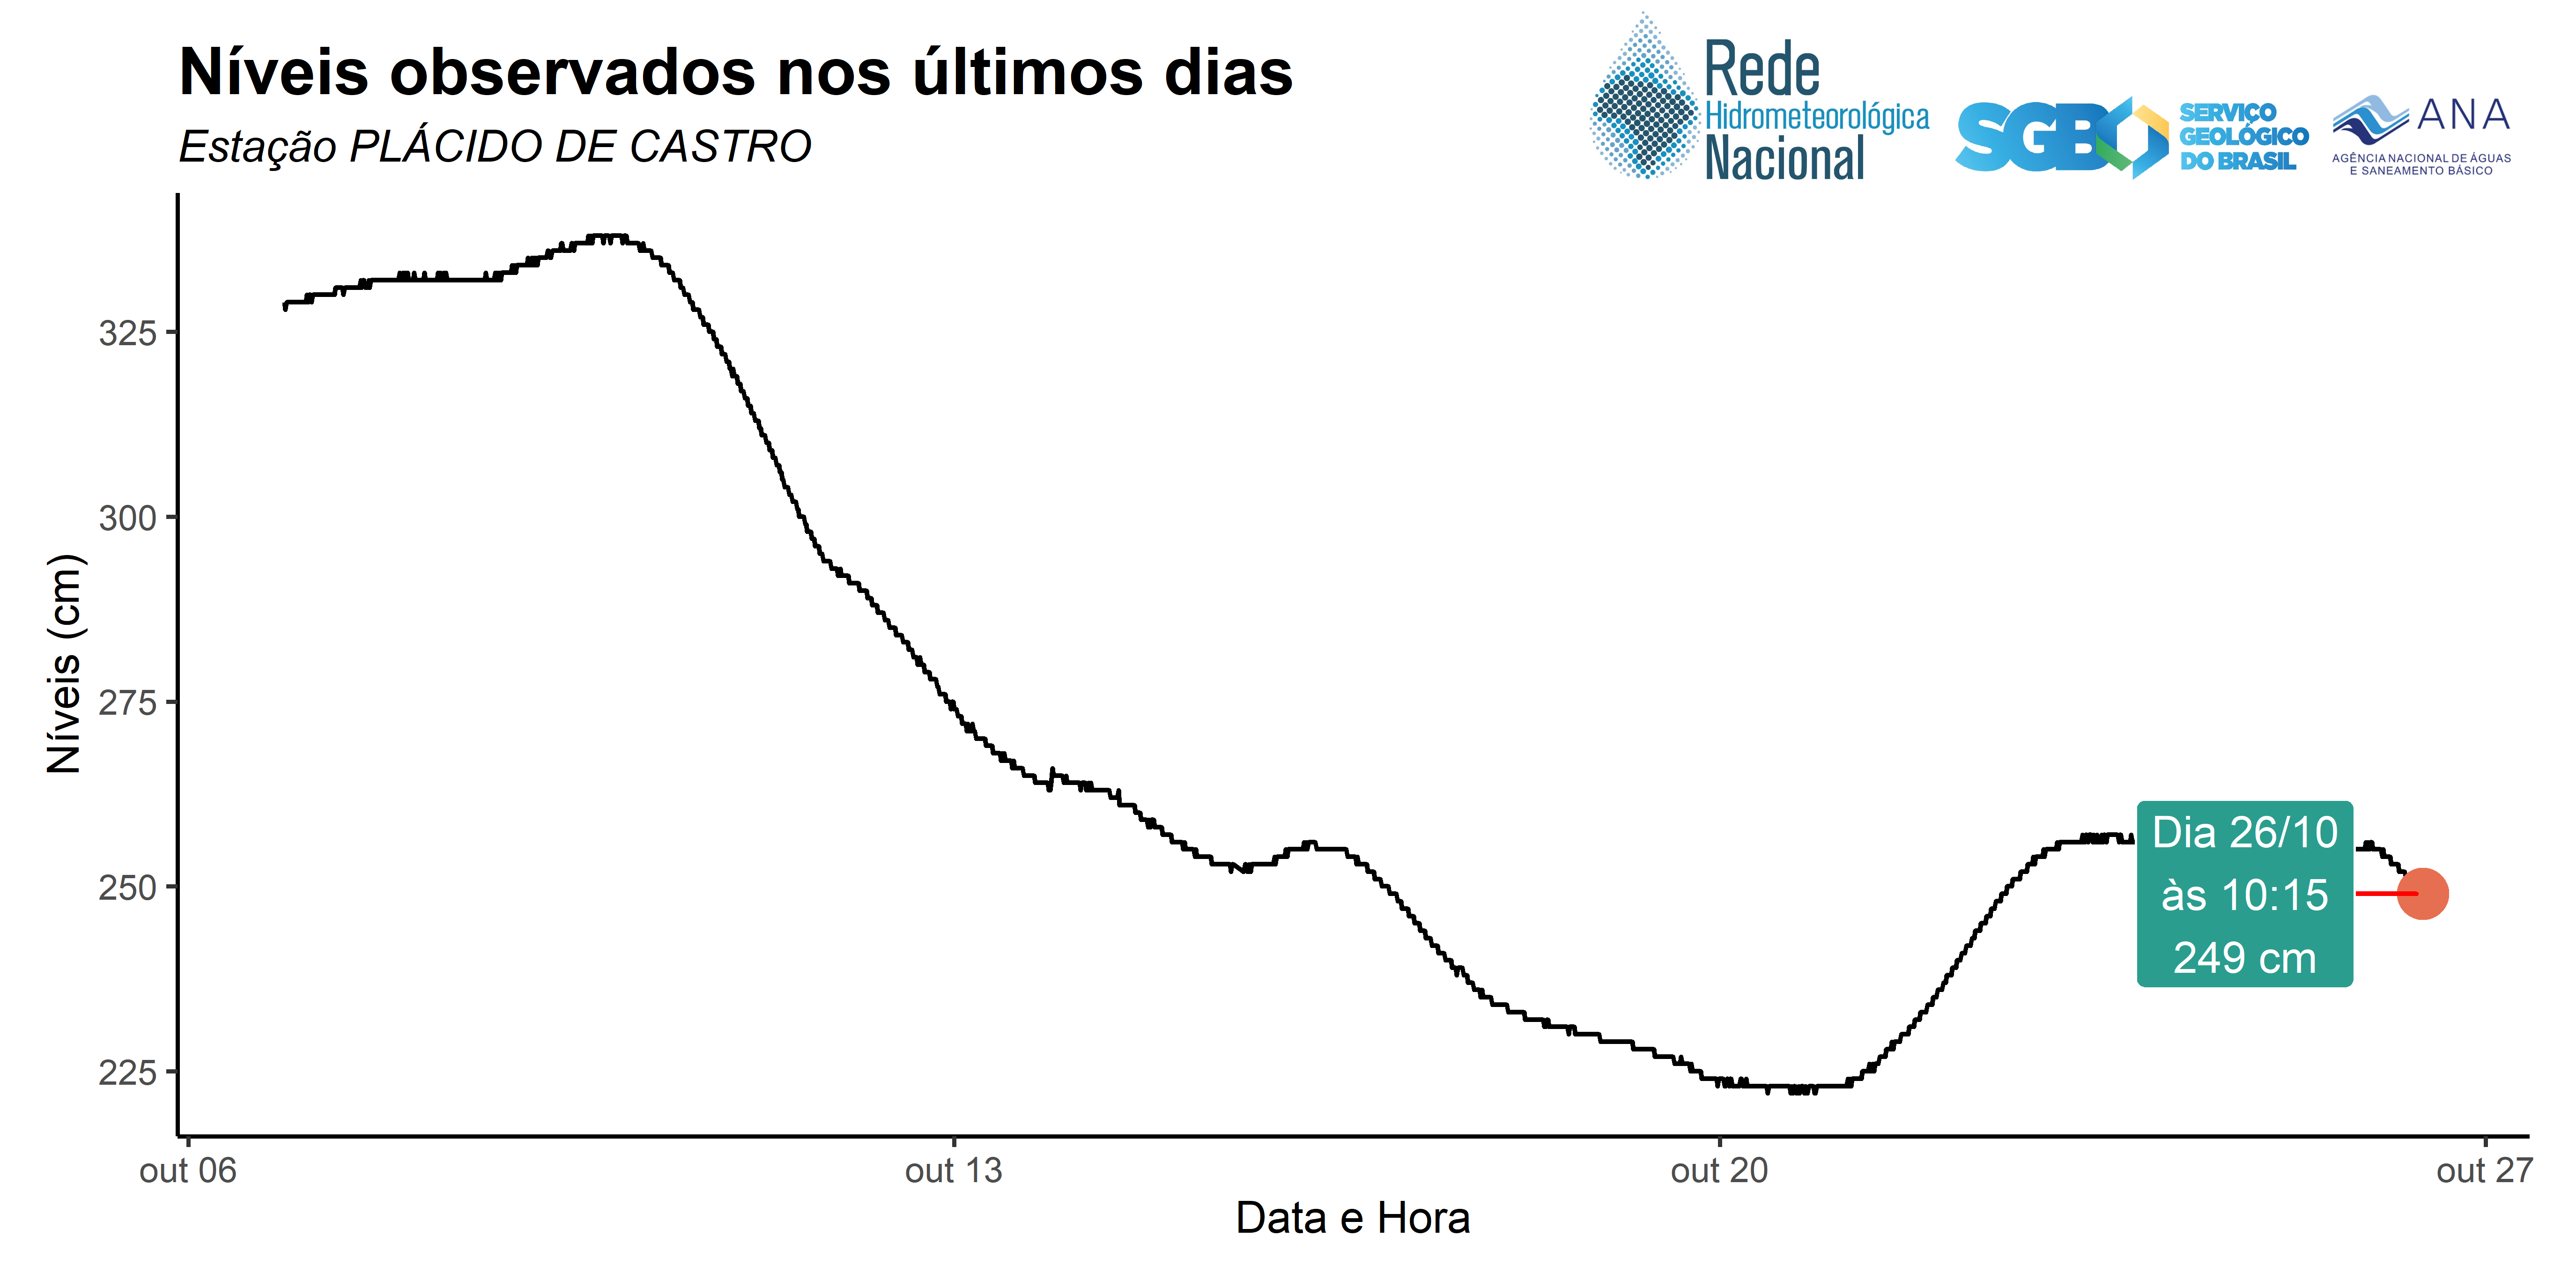 Níveis observados nos últimos dias
Estação PLÁCIDO DE CASTRO
Rede
Hidrometeorológica
Nacional
SGB
SERVIÇO
GEOLÓGICO
DO BRASIL
ANA
AGÊNCIA NACIONAL DE ÁGUAS
E SANEAMENTO BÁSICO
Níveis (cm)
325
300
275
250
225
Dia 26/10
às 10:15
249 cm
out 06
out 13
out 20
out 27
Data e Hora